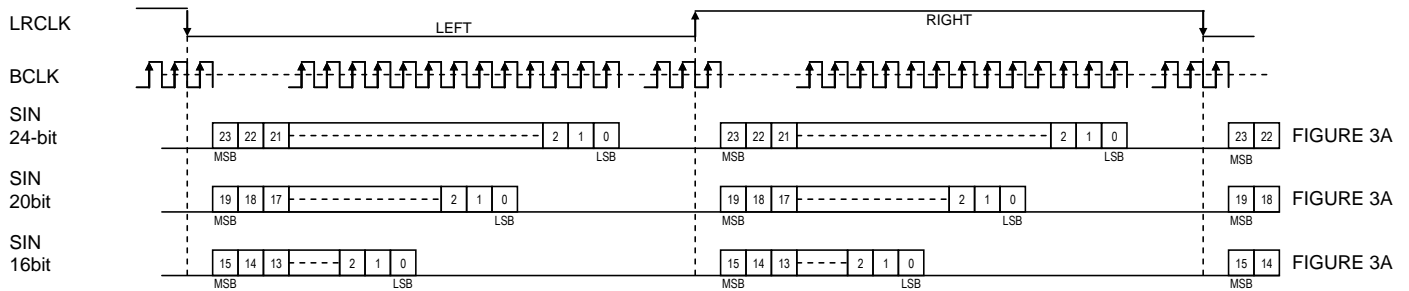 LRCLK
LEFT
RIGHT
BCLK
SIN
24-bit
23 22 21 2 1 0 23 22 21 2 1 0 23 22
FIGURE 3A
MSB LSB MSB LSB MSB
SIN
20bit
19 18 17 2 1 0 19 18 17 2 1 0 19 18
FIGURE 3A
MSB LSB MSB LSB MSB
SIN
16bit
15 14 13 2 1 0 15 14 13 2 1 0 15 14
FIGURE 3A
MSB LSB MSB LSB MSB